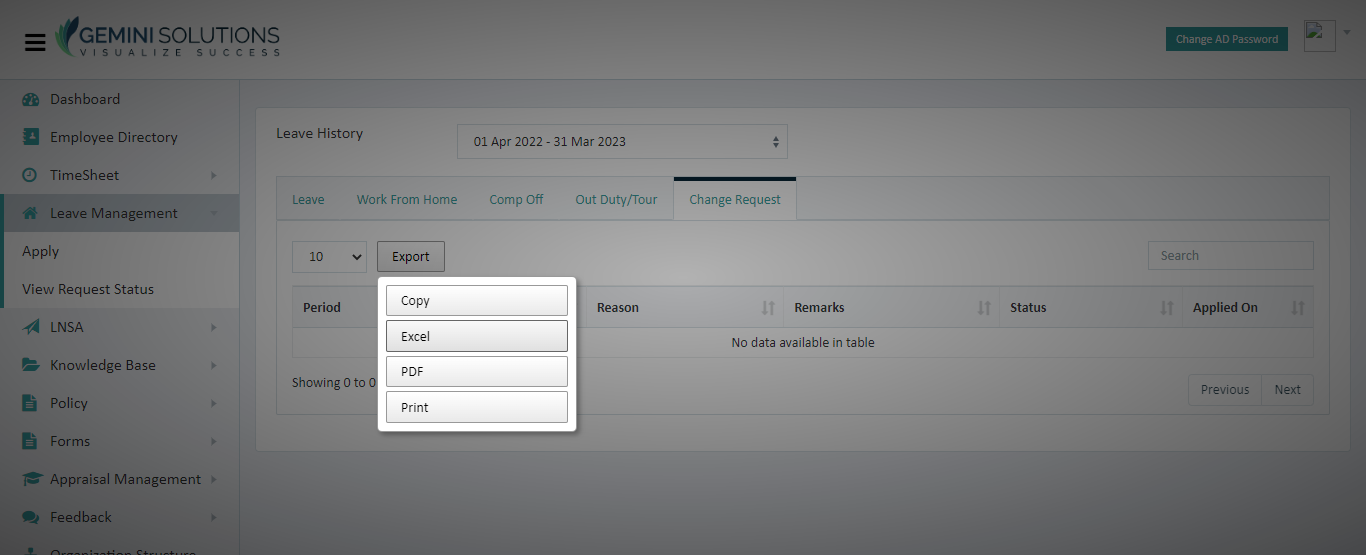 GEMINI SOLUTIONS
VISUALIZE SUCCESS
Change AD Password
Dashboard
Employee Directory
TimeSheet
Leave Management
Apply
View Request Status
LNSA
Knowledge Base
Policy
Forms
Appraisal Management
Feedback
Organization Structure
Leave History
01 Apr 2022 - 31 Mar 2023
Leave Work From Home Comp Off Out Duty/Tour Change Request
10 Export Search
Period Reason Remarks Status Applied On
No data available in table
Copy
Excel
PDF
Print
Showing 0 to 0
Previous Next